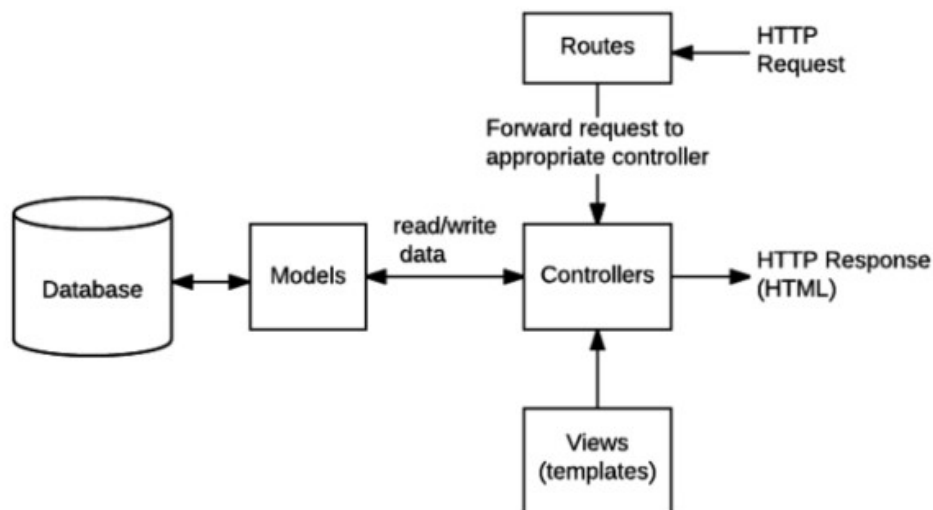 Routes
HTTP
Request
Forward request to
appropriate controller
read/write
data
Database
Models
Controllers
HTTP Response
(HTML)
Views
(templates)